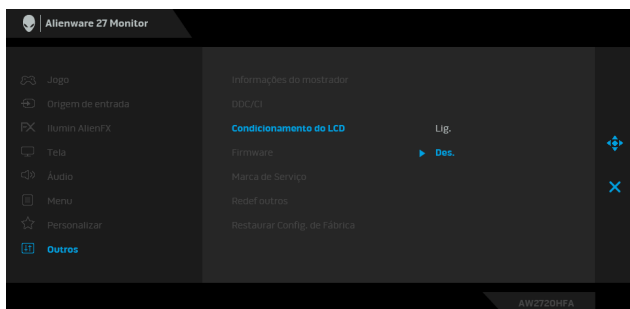 Alienware 27 Monitor
Jogo
Origem de entrada
Ilumin AlienFX
Tela
Áudio
Menu
Personalizar
Outros
Informações do mostrador
DDC/CI
Condicionamento do LCD
Lig.
Firmware
Des.
Marca de Serviço
Redef outros
Restaurar Config. de Fábrica
AW2720HFA